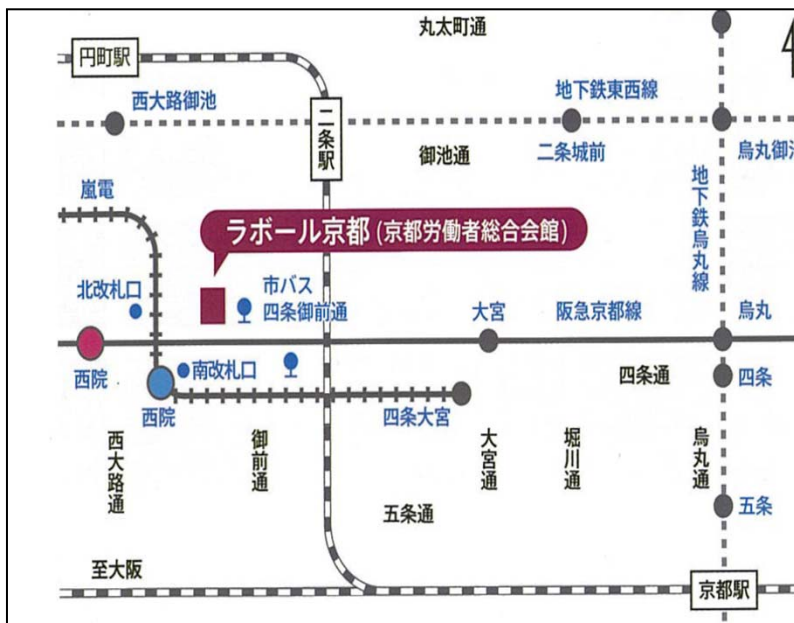 丸太町通
円町駅
西大路御池
地下鉄東西線
二条駅
御池通
二条城前
烏丸御池
嵐電
地下鉄烏丸線
ラボール京都(京都労働者総合会館)
北改札口
市バス
四条御前通
大宮
阪急京都線
烏丸
西院
南改札口
四条通
四条
西院
四条大宮
西大路通
御前通
大宮通
堀川通
烏丸通
五条通
五条
至大阪
京都駅